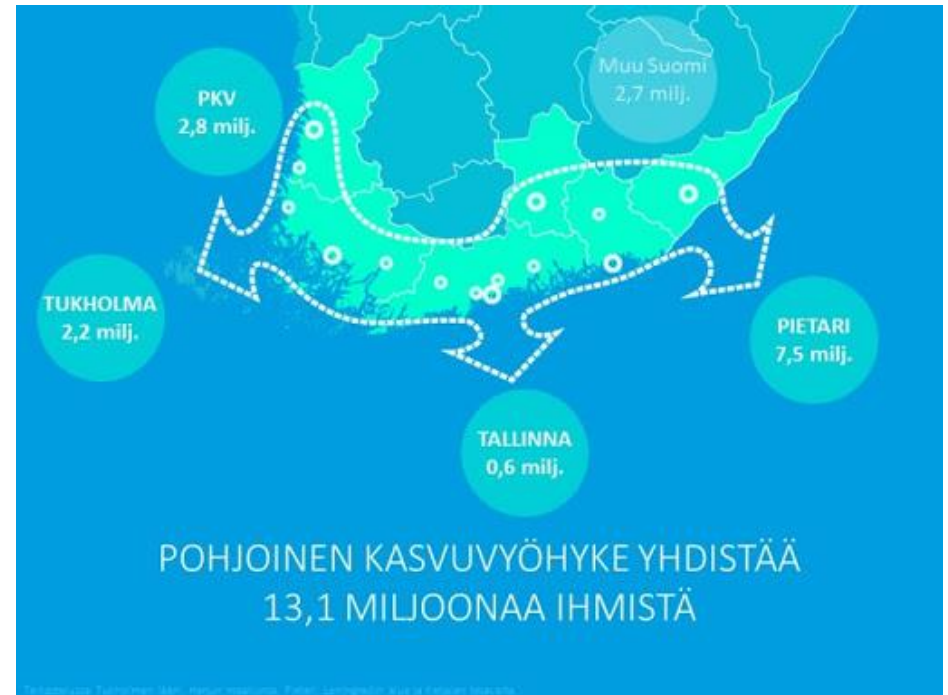 Muu Suomi
2,7 milj.
PKV
2,8 milj.
TUKHOLMA
2,2 milj.
PIETARI
7,5 milj.
TALLINNA
0,6 milj.
POHJOINEN KASVUVYÖHYKE YHDISTÄÄ
13,1 MILJOONAA IHMISTÄ